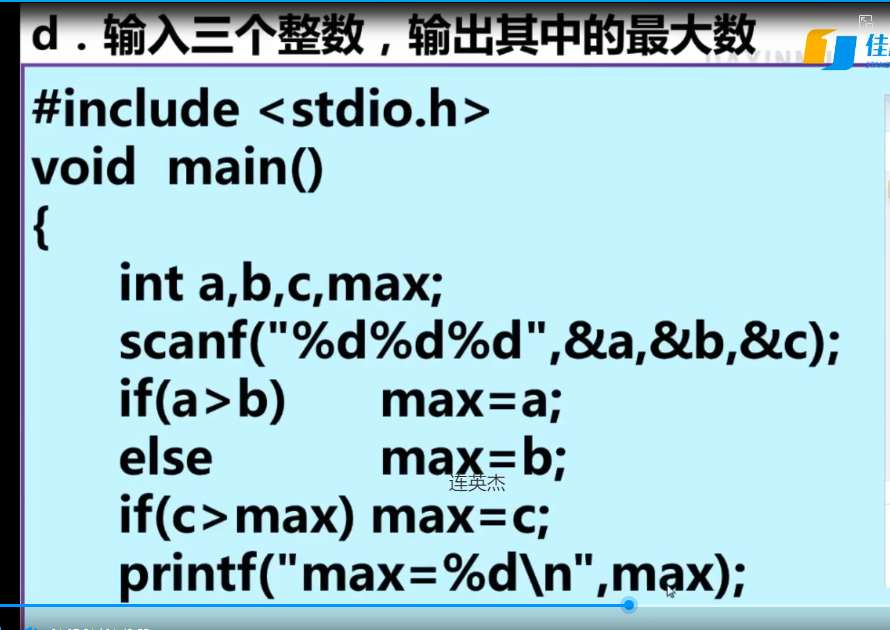 d．输入三个整数，输出其中的最大数
#include <stdio.h>
void main()
{
int a,b,c,max;
scanf("%d%d%d",&a,&b,&c);
if(a>b) max=a;
else max=b;
连英杰
if(c>max) max=c;
printf("max=%d\n",max);